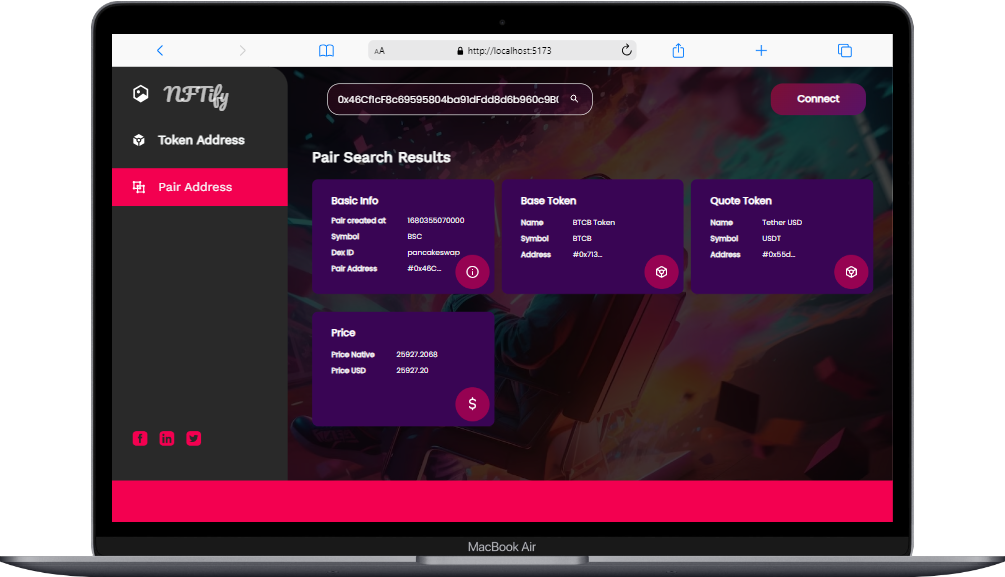 AA
http://localhost:5173
NFTify
Token Address
Pair Address
Connect
Pair Search Results
Basic Info
Pair created at 1680355070000
Symbol BSC
Dex ID pancakeswap
Pair Address #0x46C...
Base Token
Name BTCB Token
Symbol BTCB
Address #0x713...
Quote Token
Name Tether USD
Symbol USDT
Address #0x55d...
Price
Price Native 25927.2068
Price USD 25927.20
$
f
in
MacBook Air